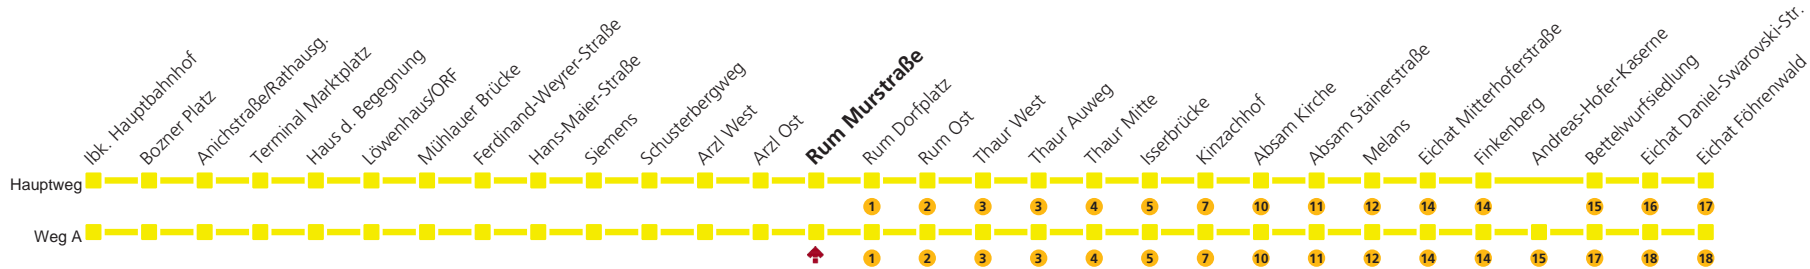 Ibk. Hauptbahnhof
Bozner Platz
Anichstraße/Rathausg.
Terminal Marktplatz
Haus d. Begegnung
Löwenhaus/ORF
Mühlauer Brücke
Ferdinand-Weyrer-Straße
Hans-Maier-Straße
Siemens
Schusterbergweg
Arzl West
Arzl Ost
Rum Murstraße
Rum Dorfplatz
Rum Ost
Thaur West
Thaur Auweg
Thaur Mitte
Isserbrücke
Kinzachhof
Absam Kirche
Absam Stainerstraße
Melans
Eichat Mitterhoferstraße
Finkenberg
Andreas-Hofer-Kaserne
Bettelwurfsiedlung
Eichat Daniel-Swarovski-Str.
Eichat Föhrenwald
Hauptweg
1 2 3 3 4 5 7 10 11 12 14 14 15 16 17
Weg A
1 2 3 3 4 5 7 10 11 12 14 14 15 17 18 18